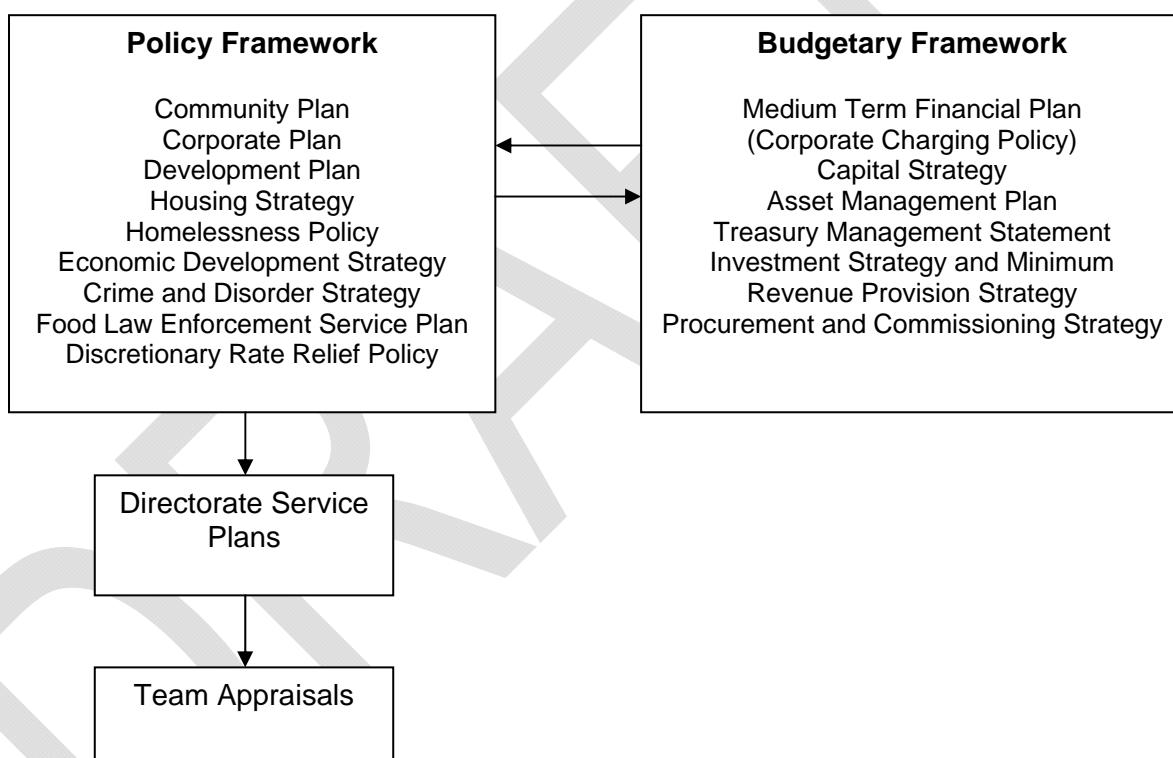 Policy Framework
Community Plan
Corporate Plan
Development Plan
Housing Strategy
Homelessness Policy
Economic Development Strategy
Crime and Disorder Strategy
Food Law Enforcement Service Plan
Discretionary Rate Relief Policy
Budgetary Framework
Medium Term Financial Plan
(Corporate Charging Policy)
Capital Strategy
Asset Management Plan
Treasury Management Statement
Investment Strategy and Minimum
Revenue Provision Strategy
Procurement and Commissioning Strategy
Directorate Service
Plans
Team Appraisals
DRAFT